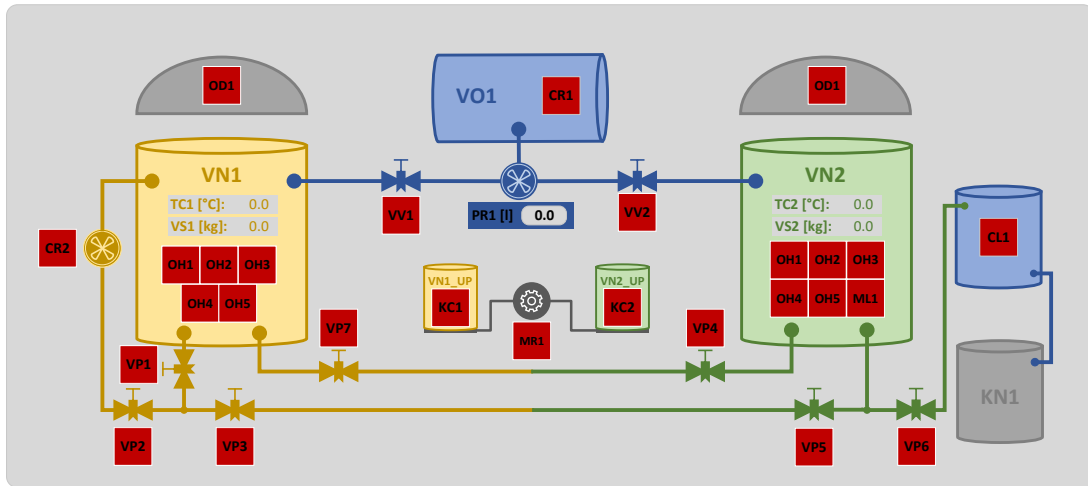 OD1
VO1
CR1
OD1
VN1
TC1 [°C]: 0.0
VS1 [kg]: 0.0
OH1 OH2 OH3
OH4 OH5
CR2
VV1
PR1 [l] 0.0
VV2
VN2
TC2 [°C]: 0.0
VS2 [kg]: 0.0
OH1 OH2 OH3
OH4 OH5 ML1
CL1
VN1_UP
KC1
MR1
VN2_UP
KC2
VP7
VP4
VP1
VP2
VP3
VP5
VP6
KN1